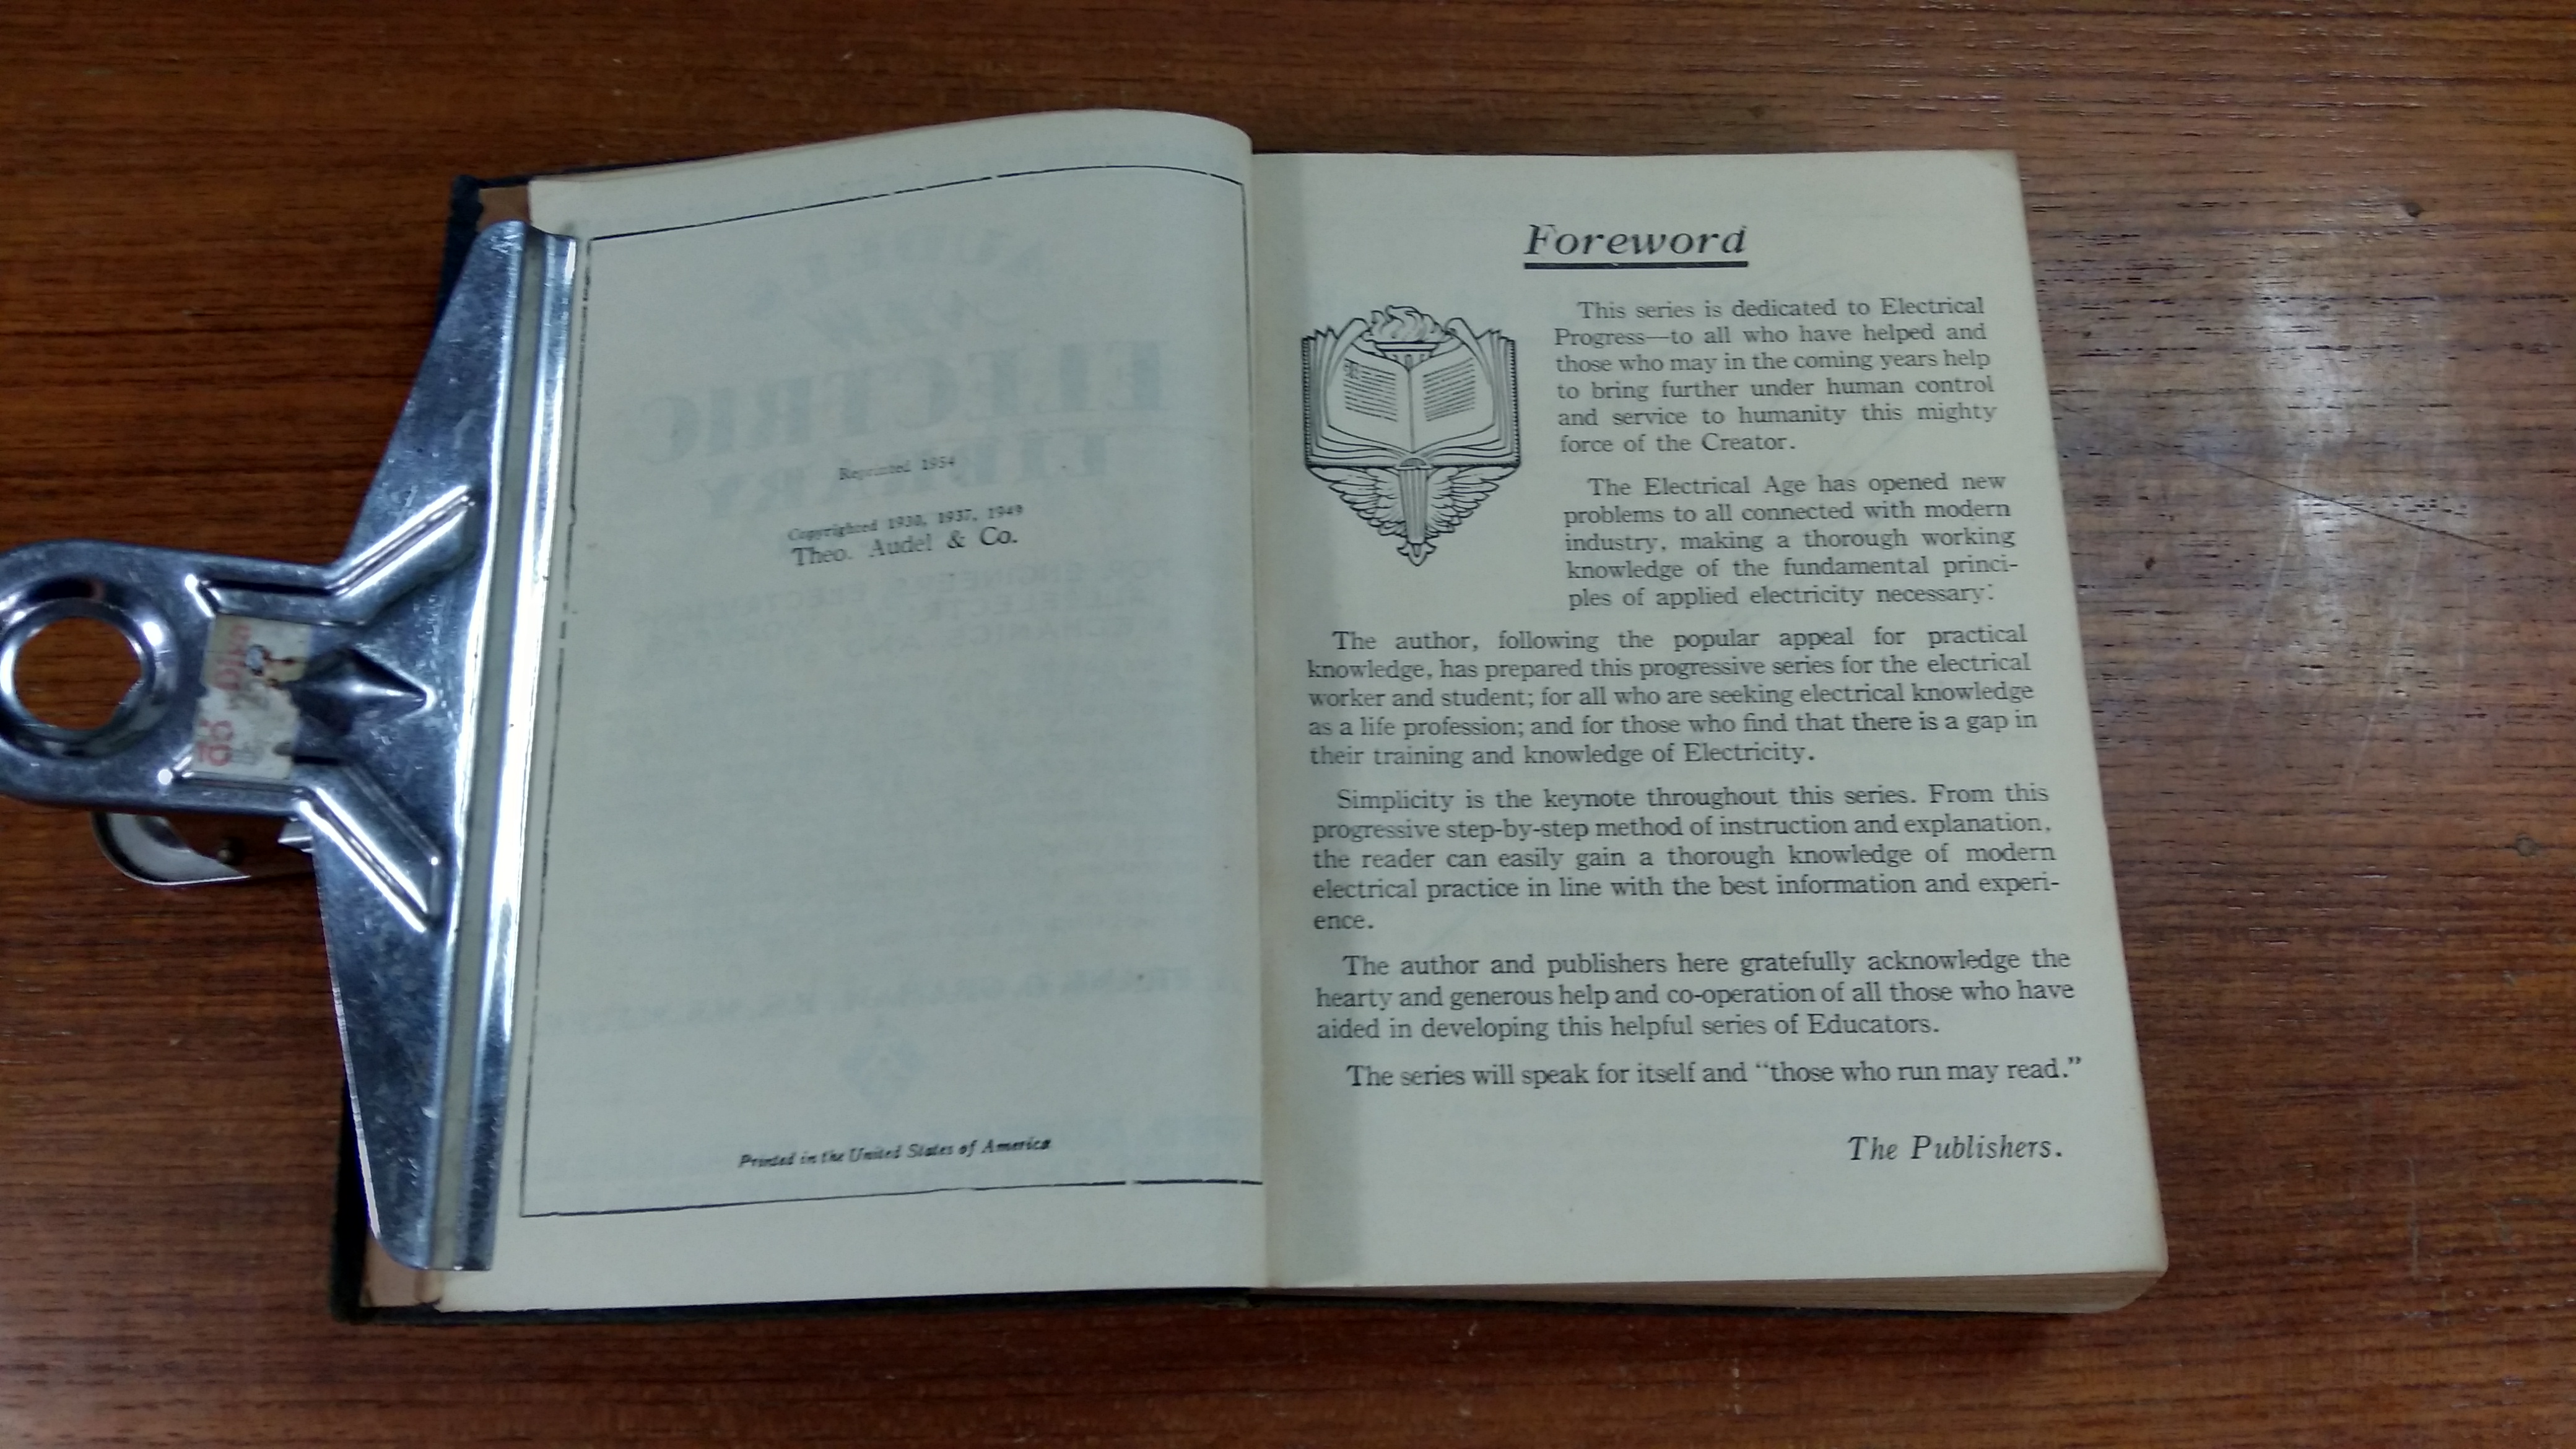 Reprinted 1954
Copyrighted 1930, 1937, 1949
Theo. Audel & Co.
Printed in the United States of America
Foreword
This series is dedicated to Electrical
Progress—to all who have helped and
those who may in the coming years help
to bring further under human control
and service to humanity this mighty
force of the Creator.
The Electrical Age has opened new
problems to all connected with modern
industry, making a thorough working
knowledge of the fundamental princi-
ples of applied electricity necessary.
The author, following the popular appeal for practical
knowledge, has prepared this progressive series for the electrical
worker and student; for all who are seeking electrical knowledge
as a life profession; and for those who find that there is a gap in
their training and knowledge of Electricity.
Simplicity is the keynote throughout this series. From this
progressive step-by-step method of instruction and explanation,
the reader can easily gain a thorough knowledge of modern
electrical practice in line with the best information and experi-
ence.
The author and publishers here gratefully acknowledge the
hearty and generous help and co-operation of all those who have
aided in developing this helpful series of Educators.
The series will speak for itself and “those who run may read.”
The Publishers.